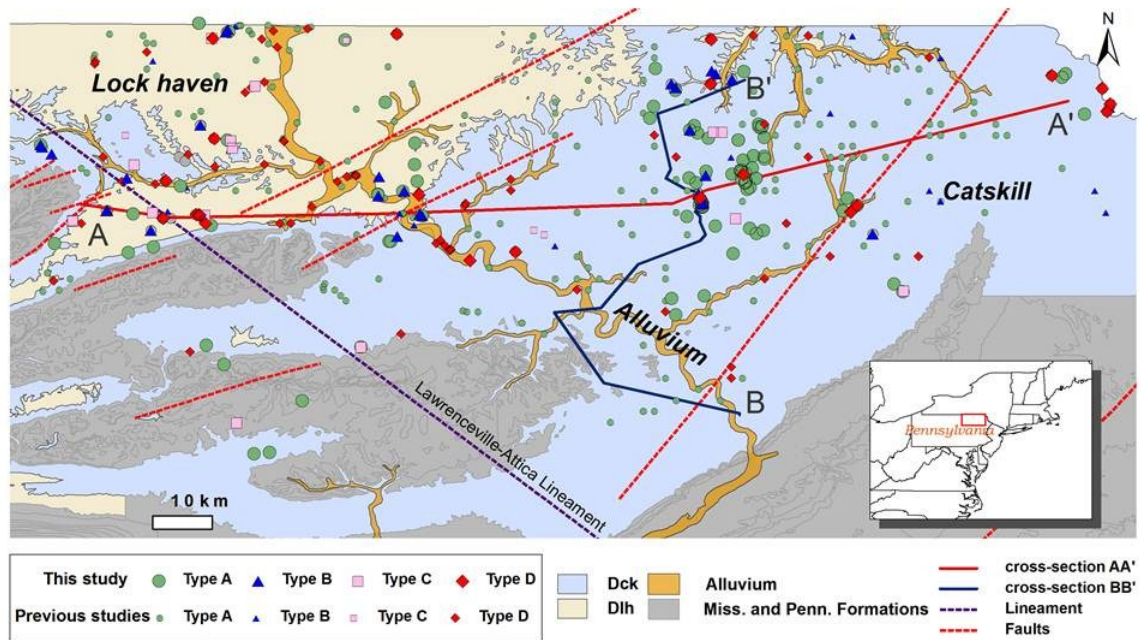 N
Lock haven
B'
A'
Catskill
A
Alluvium
B
Lawrenceville-Attica Lineament
Pennsylvania
10 km
This study Type A Type B Type C Type D
Previous studies Type A Type B Type C Type D
Dck Alluvium
Dlh Miss. and Penn. Formations
cross-section AA'
cross-section BB'
Lineament
Faults